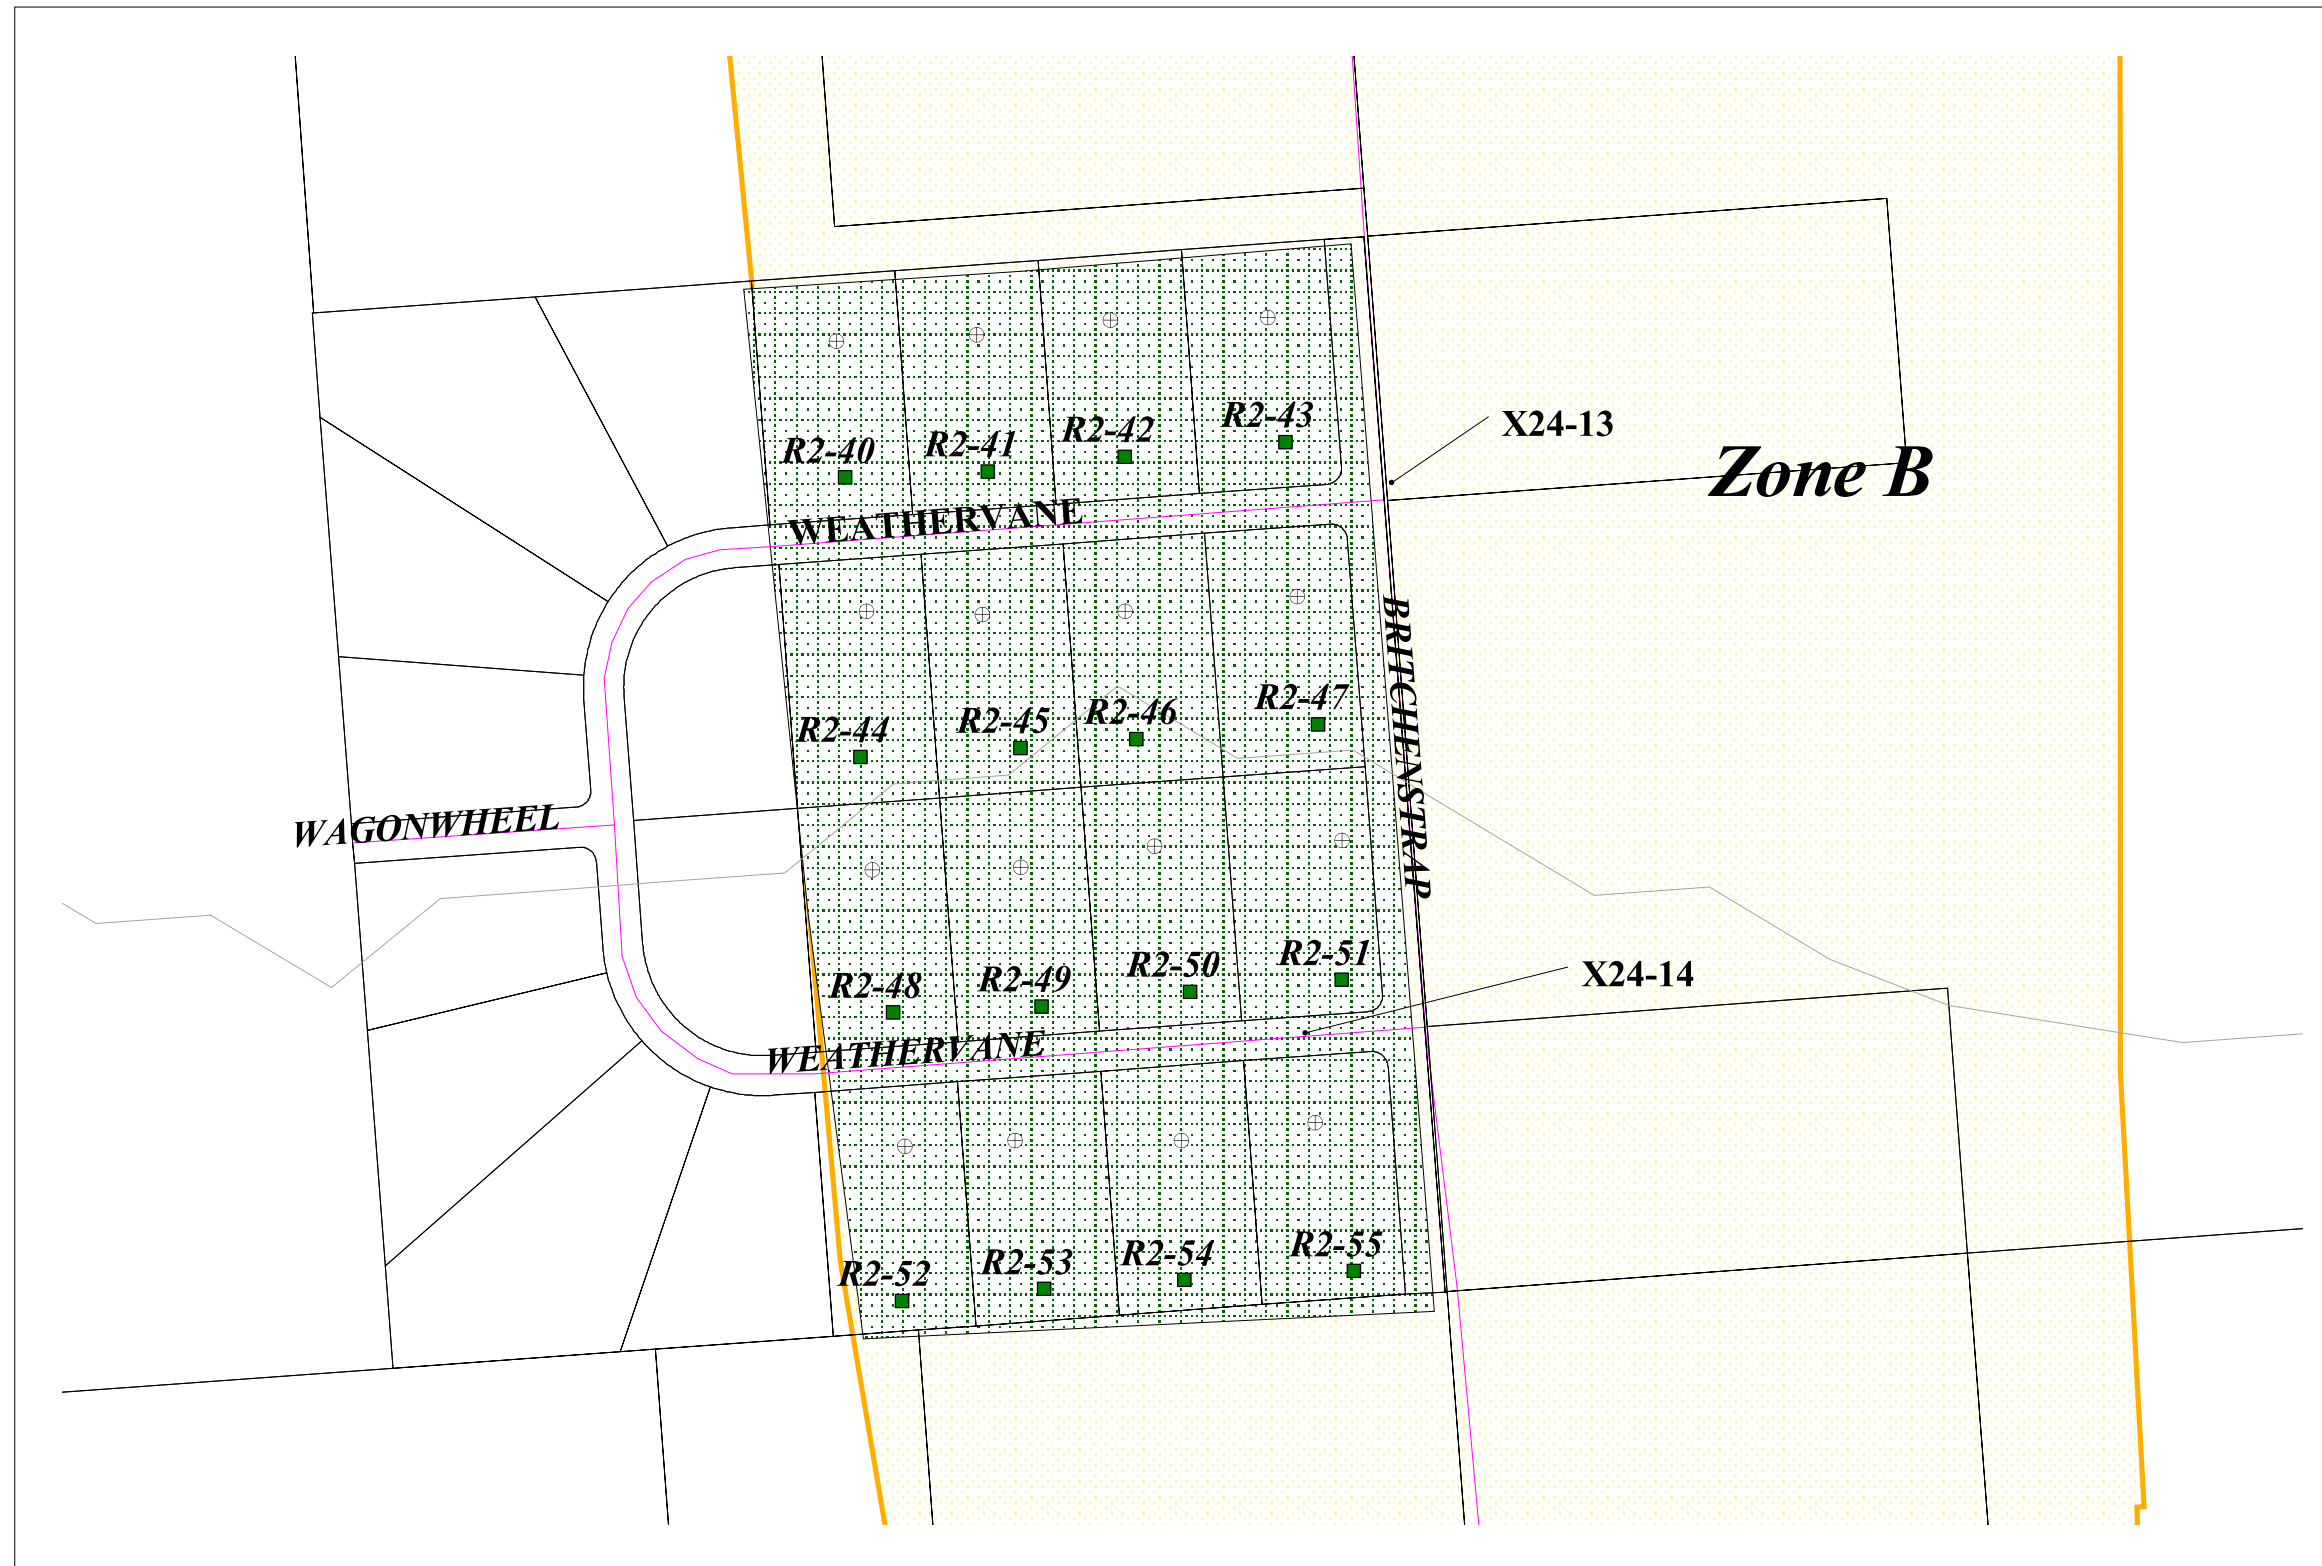 R2-43
X24-13
R2-42
R2-41
R2-40
Zone B
WEATHERVANE
BRITCHENSTRAP
R2-47
R2-46
R2-45
R2-44
WAGONWHEEL
R2-51
R2-50
R2-49
R2-48
X24-14
WEATHERVANE
R2-55
R2-54
R2-53
R2-52